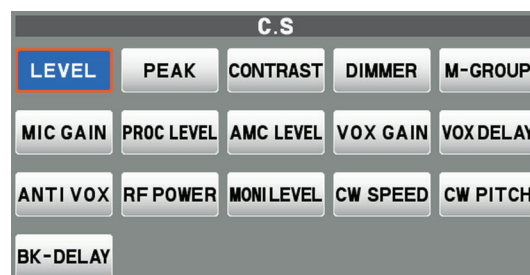 C.S
LEVEL PEAK CONTRAST DIMMER M-GROUP
MIC GAIN PROC LEVEL AMC LEVEL VOX GAIN VOX DELAY
ANTI VOX RF POWER MONI LEVEL CW SPEED CW PITCH
BK-DELAY